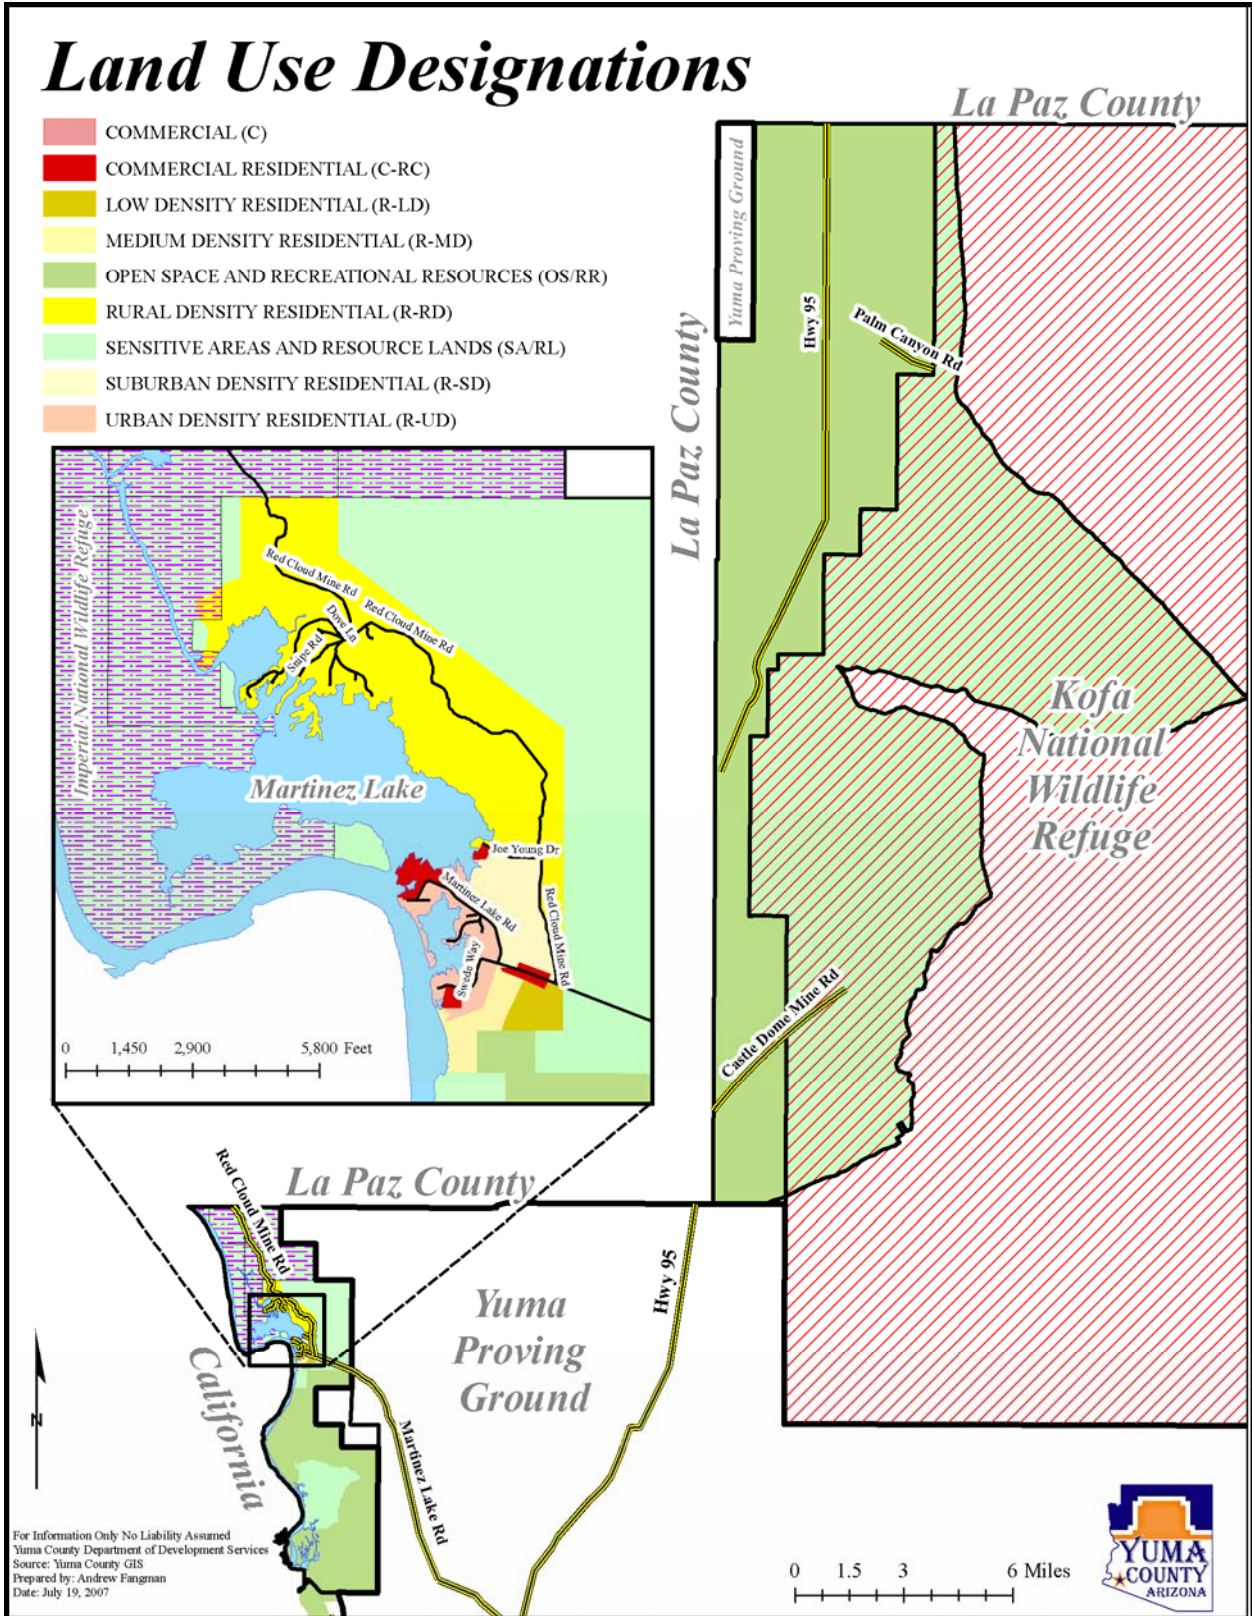 Land Use Designations
COMMERCIAL (C)
COMMERCIAL RESIDENTIAL (C-RC)
LOW DENSITY RESIDENTIAL (R-LD)
MEDIUM DENSITY RESIDENTIAL (R-MD)
OPEN SPACE AND RECREATIONAL RESOURCES (OS/RR)
RURAL DENSITY RESIDENTIAL (R-RD)
SENSITIVE AREAS AND RESOURCE LANDS (SA/RL)
SUBURBAN DENSITY RESIDENTIAL (R-SD)
URBAN DENSITY RESIDENTIAL (R-UD)
La Paz County
Yuma Proving Ground
Hwy 95
Palm Canyon Rd
La Paz County
Kofa
National
Wildlife
Refuge
Castle Dome Mine Rd
Imperial National Wildlife Refuge
Red Cloud Mine Rd
Red Cloud Mine Rd
Dove Ln
Snipe Rd
Martinez Lake
Joe Young Dr
Martinez Lake Rd
Red Cloud Mine Rd
Swede Way
0 1,450 2,900 5,800 Feet
La Paz County
Red Cloud Mine Rd
Hwy 95
Yuma
Proving
Ground
California
Martinez Lake Rd
N
For Information Only No Liability Assumed
Yuma County Department of Development Services
Source: Yuma County GIS
Prepared by: Andrew Fangman
Date: July 19, 2007
0 1.5 3 6 Miles
YUMA
COUNTY
ARIZONA